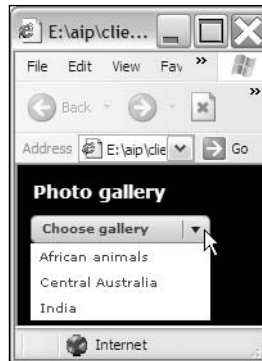 E:\aip\clie...
File Edit View Fav »
Back »
Address E:\aip\clie Go
Photo gallery
Choose gallery
African animals
Central Australia
India
Internet